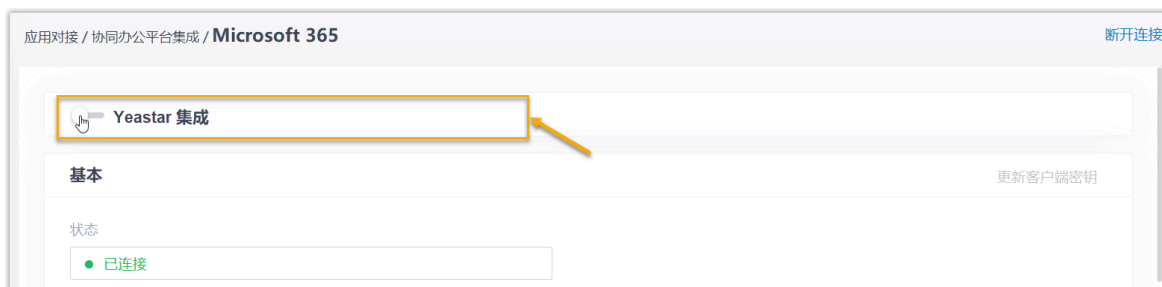 应用对接 / 协同办公平台集成 / Microsoft 365
断开连接
Yeastar 集成
基本
更新客户端密钥
状态
已连接